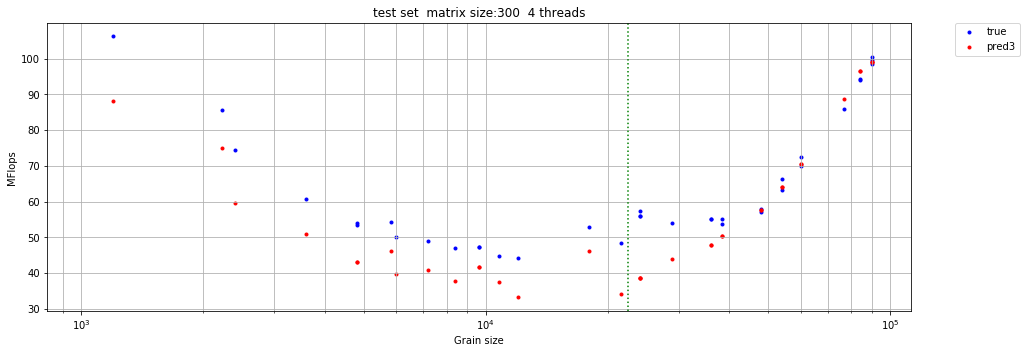 test set  matrix size:300  4 threads
true
pred3
MFlops
100
90
80
70
60
50
40
30
10³
10⁴
10⁵
Grain size